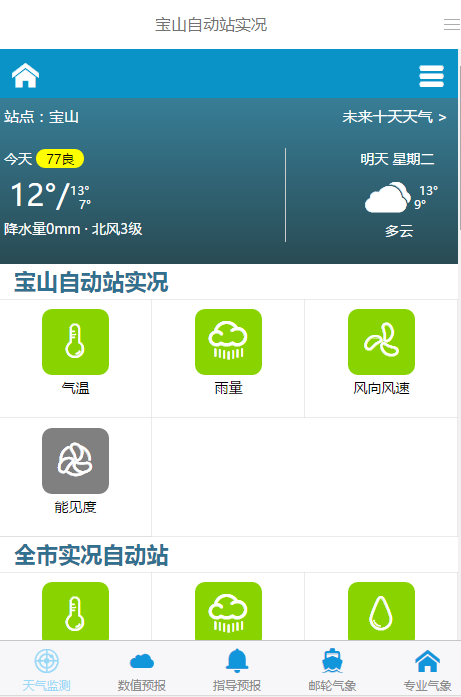 宝山自动站实况
站点：宝山
未来十天天气 >
今天 77良
明天 星期二
12°/13° 7°
13° 9°
降水量0mm · 北风3级
多云
宝山自动站实况
气温 雨量 风向风速
能见度
全市实况自动站
天气监测 数值预报 指导预报 邮轮气象 专业气象